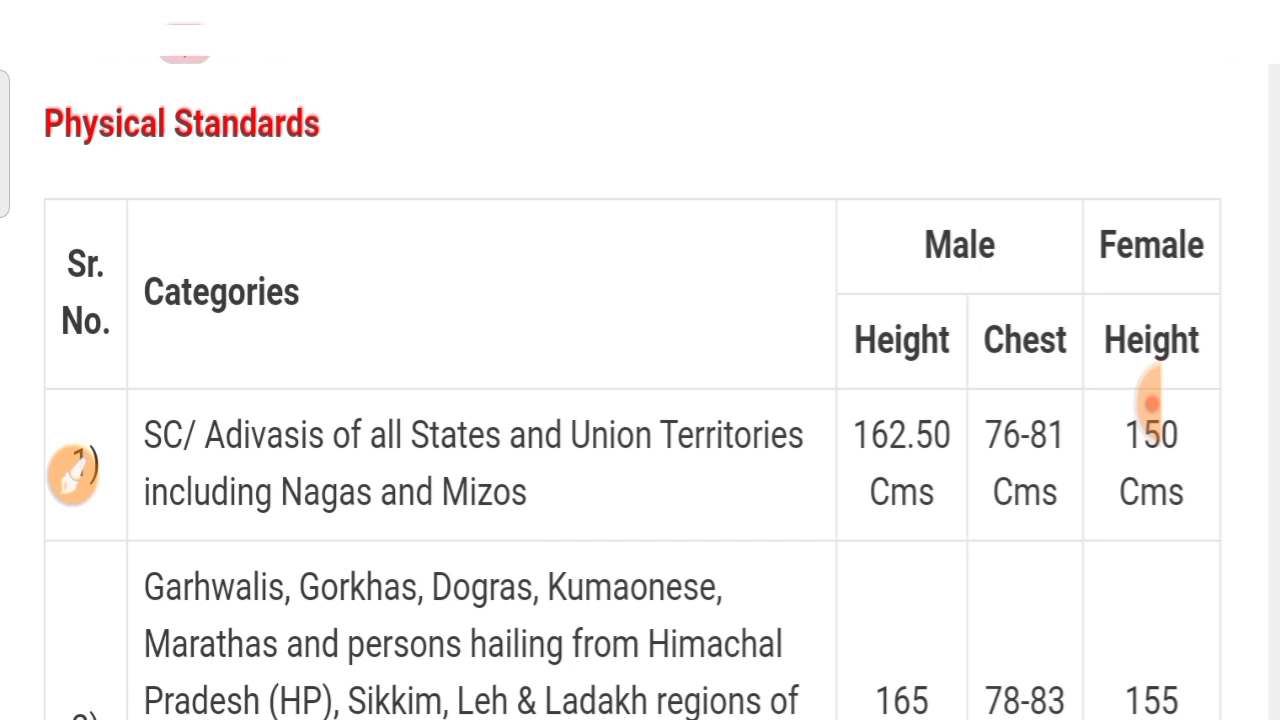 Physical Standards
Sr. No.
Categories
Male
Female
Height
Chest
Height
SC/ Adivasis of all States and Union Territories
including Nagas and Mizos
162.50
Cms
76-81
Cms
150
Cms
Garhwalis, Gorkhas, Dogras, Kumaonese,
Marathas and persons hailing from Himachal
Pradesh (HP), Sikkim, Leh & Ladakh regions of
165
78-83
155